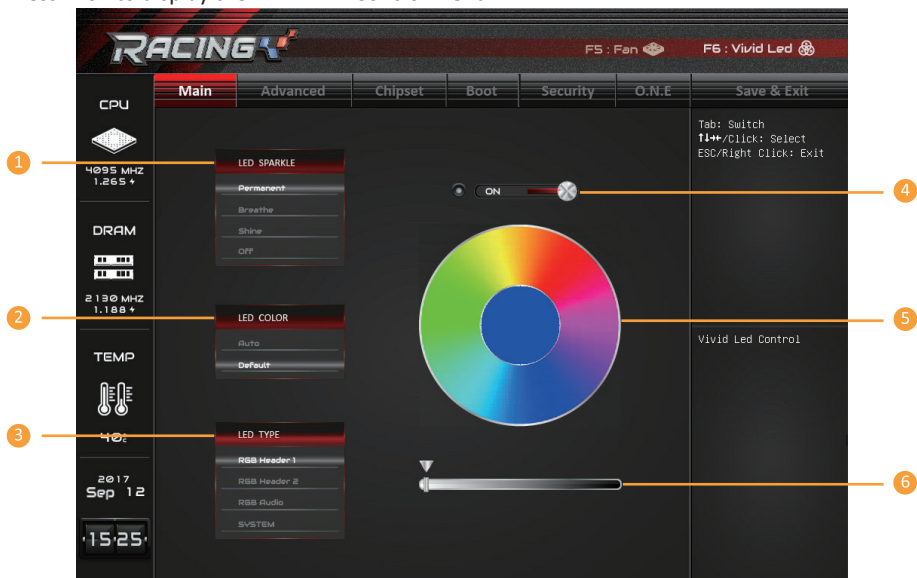 RACING
F5 : Fan
F6 : Vivid Led
Main Advanced Chipset Boot Security O.N.E Save & Exit
CPU
4095 MHZ
1.265
DRAM
2130 MHZ
1.188
TEMP
2017
Sep 12
15:25
1
LED SPARKLE
Permanent
Breathe
Shine
Off
2
LED COLOR
Auto
Default
3
LED TYPE
RGB Header 1
RGB Header 2
RGB Audio
SYSTEM
ON
4
5
6
Tab: Switch
↑↓→←/Click: Select
ESC/Right Click: Exit
Vivid Led Control